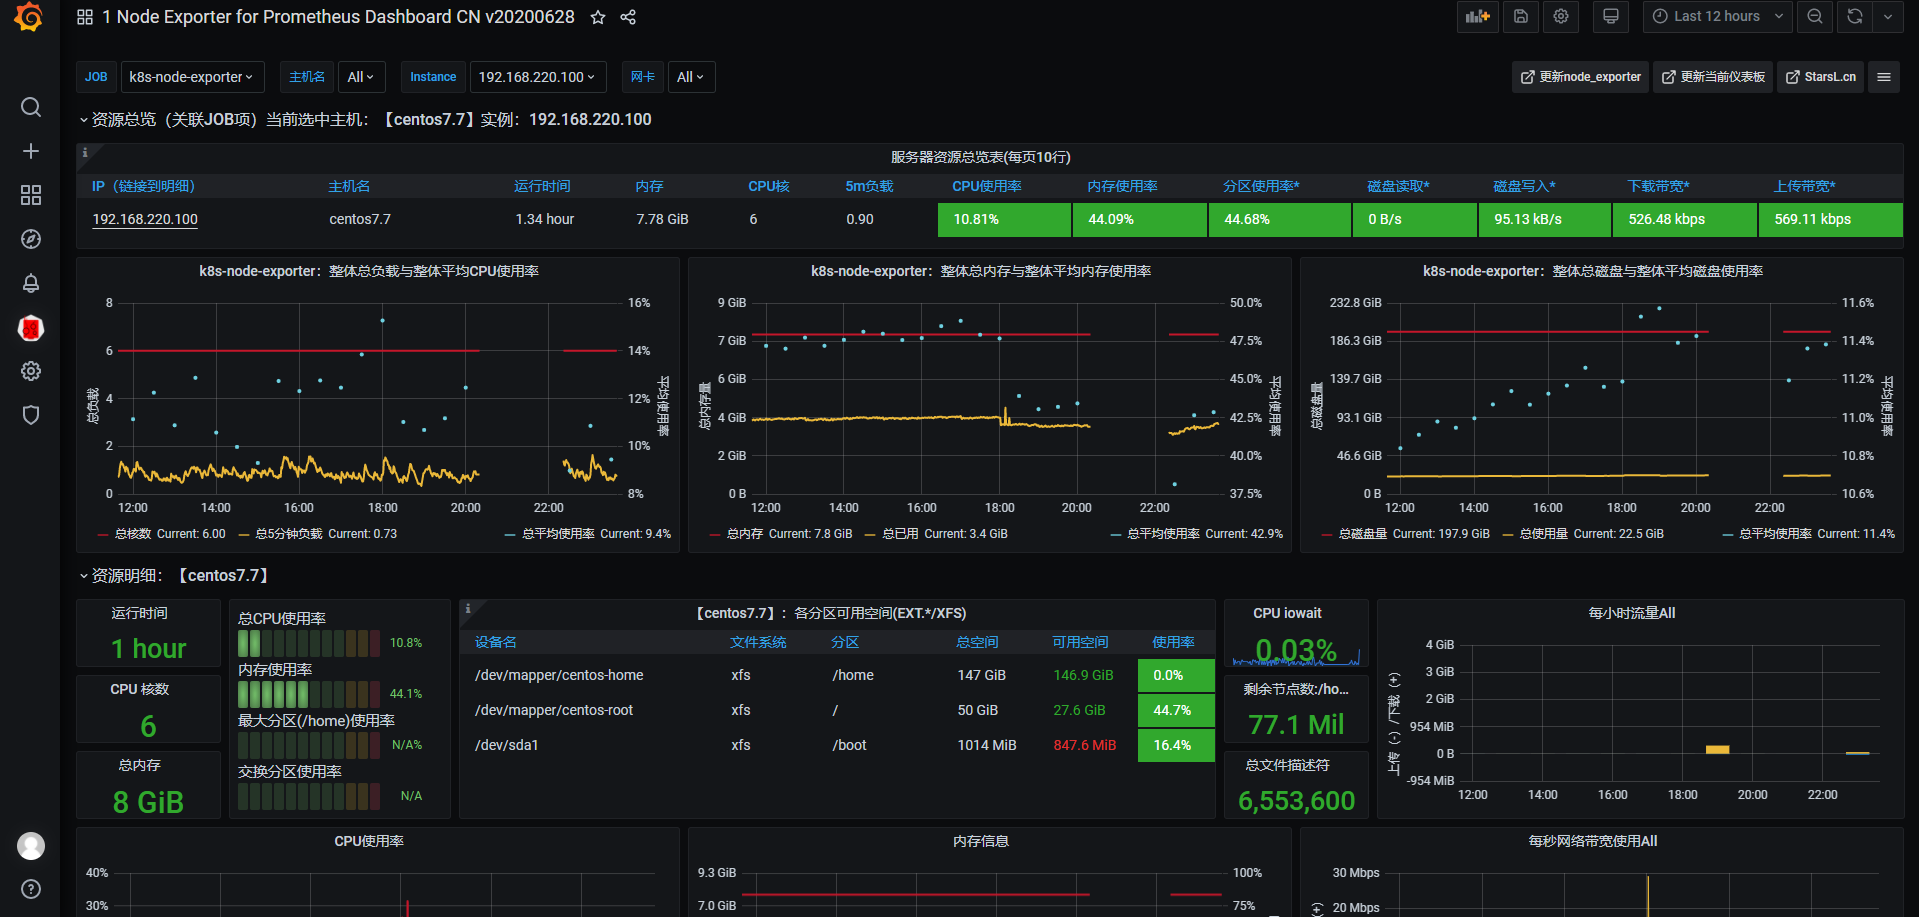 1 Node Exporter for Prometheus Dashboard CN v20200628
Last 12 hours
JOB k8s-node-exporter 主机名 All Instance 192.168.220.100 网卡 All
更新node_exporter 更新当前仪表板 StarsL.cn
资源总览（关联JOB项）当前选中主机：【centos7.7】实例：192.168.220.100
服务器资源总览表(每页10行)
IP（链接到明细） 主机名 运行时间 内存 CPU核 5m负载 CPU使用率 内存使用率 分区使用率* 磁盘读取* 磁盘写入* 下载带宽* 上传带宽*
192.168.220.100 centos7.7 1.34 hour 7.78 GiB 6 0.90 10.81% 44.09% 44.68% 0 B/s 95.13 kB/s 526.48 kbps 569.11 kbps
k8s-node-exporter：整体总负载与整体平均CPU使用率
总负载
8
6
4
2
0
16%
14%
12%
10%
8%
平均使用率
12:00 14:00 16:00 18:00 20:00 22:00
总核数 Current: 6.00 总5分钟负载 Current: 0.73 总平均使用率 Current: 9.4%
k8s-node-exporter：整体总内存与整体平均内存使用率
总内存量
9 GiB
7 GiB
6 GiB
4 GiB
2 GiB
0 B
50.0%
47.5%
45.0%
42.5%
40.0%
37.5%
平均使用率
12:00 14:00 16:00 18:00 20:00 22:00
总内存 Current: 7.8 GiB 总已用 Current: 3.4 GiB 总平均使用率 Current: 42.9%
k8s-node-exporter：整体总磁盘与整体平均磁盘使用率
总磁盘量
232.8 GiB
186.3 GiB
139.7 GiB
93.1 GiB
46.6 GiB
0 B
11.6%
11.4%
11.2%
11.0%
10.8%
10.6%
平均使用率
12:00 14:00 16:00 18:00 20:00 22:00
总磁盘量 Current: 197.9 GiB 总使用量 Current: 22.5 GiB 总平均使用率 Current: 11.4%
资源明细：【centos7.7】
运行时间
1 hour
CPU 核数
6
总内存
8 GiB
总CPU使用率
10.8%
内存使用率
44.1%
最大分区(/home)使用率
N/A%
交换分区使用率
N/A
【centos7.7】：各分区可用空间(EXT.*/XFS)
设备名 文件系统 分区 总空间 可用空间 使用率
/dev/mapper/centos-home xfs /home 147 GiB 146.9 GiB 0.0%
/dev/mapper/centos-root xfs / 50 GiB 27.6 GiB 44.7%
/dev/sda1 xfs /boot 1014 MiB 847.6 MiB 16.4%
CPU iowait
0.03%
剩余节点数:/ho...
77.1 Mil
总文件描述符
6,553,600
每小时流量All
上传（-）/下载（+）
4 GiB
3 GiB
2 GiB
954 MiB
0 B
-954 MiB
12:00 14:00 16:00 18:00 20:00 22:00
CPU使用率
40%
30%
内存信息
9.3 GiB
7.0 GiB
100%
75%
每秒网络带宽使用All
30 Mbps
20 Mbps
(+)